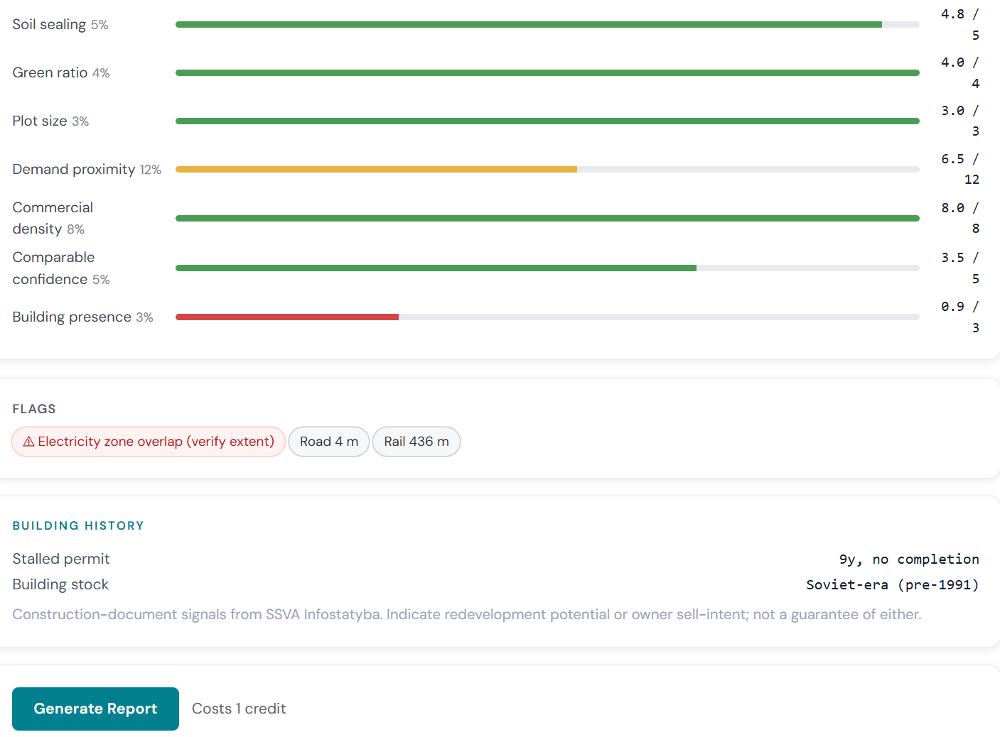 Soil sealing 5%
4.8 /
5
Green ratio 4%
4.0 /
4
Plot size 3%
3.0 /
3
Demand proximity 12%
6.5 /
12
Commercial
density 8%
8.0 /
8
Comparable
confidence 5%
3.5 /
5
Building presence 3%
0.9 /
3
FLAGS
⚠ Electricity zone overlap (verify extent)
Road 4 m
Rail 436 m
BUILDING HISTORY
Stalled permit
9y, no completion
Building stock
Soviet-era (pre-1991)
Construction-document signals from SSVA Infostatyba. Indicate redevelopment potential or owner sell-intent; not a guarantee of either.
Generate Report
Costs 1 credit